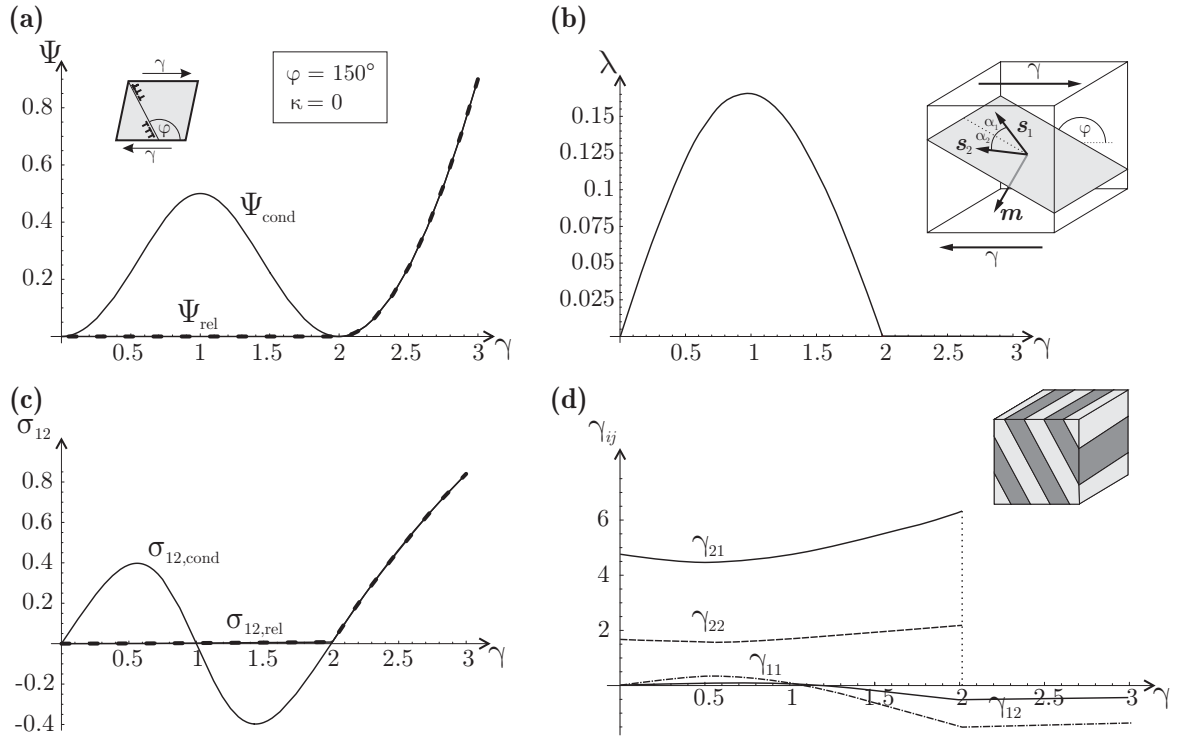 (a)
Ψ
γ
φ
γ
φ = 150°
κ = 0
0.8
0.6
0.4
0.2
Ψcond
Ψrel
0.5 1 1.5 2 2.5 3 γ
(b)
λ
0.15
0.125
0.1
0.075
0.05
0.025
0.5 1 1.5 2 2.5 3 γ
γ
α1
α2
s1
s2
φ
m
γ
(c)
σ12
0.8
0.6
0.4
0.2
-0.2
-0.4
σ12,cond
σ12,rel
0.5 1 1.5 2 2.5 3 γ
(d)
γij
6
4
2
γ21
γ22
γ11
γ12
0.5 1 1.5 2 2.5 3 γ